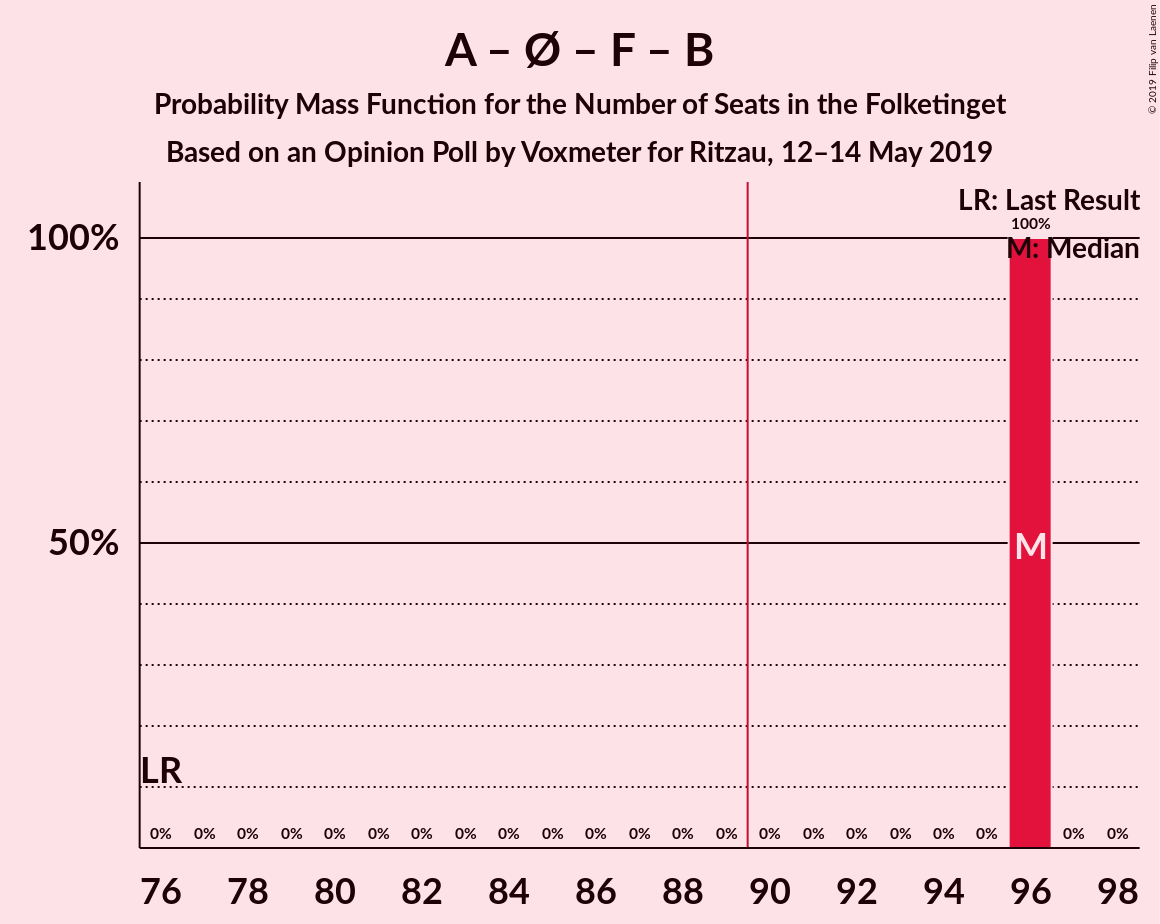 A – Ø – F – B
Probability Mass Function for the Number of Seats in the Folketinget
Based on an Opinion Poll by Voxmeter for Ritzau, 12–14 May 2019
© 2019 Filip van Laenen
LR: Last Result
100%
M: Median
100%
50%
M
LR
0% 0% 0% 0% 0% 0% 0% 0% 0% 0% 0% 0% 0% 0% 0% 0% 0% 0% 0% 0% 0% 0%
76 78 80 82 84 86 88 90 92 94 96 98